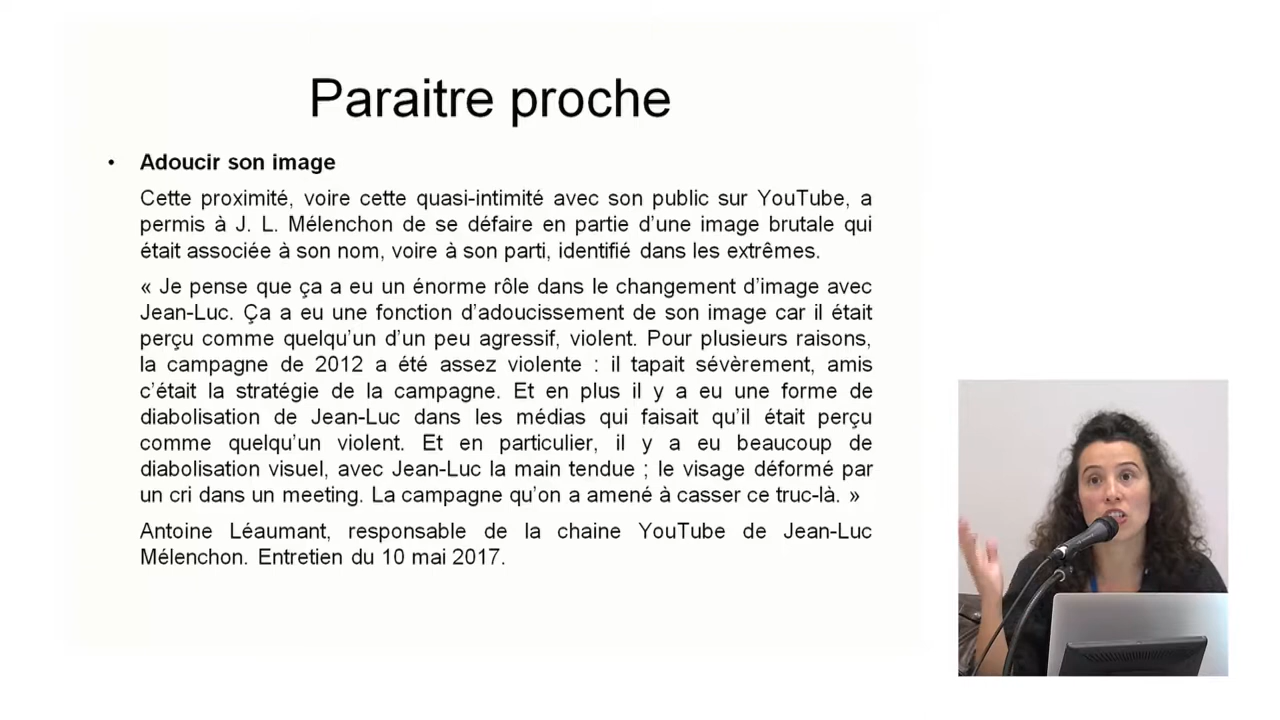 Paraitre proche
• Adoucir son image
Cette proximité, voire cette quasi-intimité avec son public sur YouTube, a
permis à J. L. Mélenchon de se défaire en partie d’une image brutale qui
était associée à son nom, voire à son parti, identifié dans les extrêmes.
« Je pense que ça a eu un énorme rôle dans le changement d’image avec
Jean-Luc. Ça a eu une fonction d’adoucissement de son image car il était
perçu comme quelqu’un d’un peu agressif, violent. Pour plusieurs raisons,
la campagne de 2012 a été assez violente : il tapait sévèrement, amis
c’était la stratégie de la campagne. Et en plus il y a eu une forme de
diabolisation de Jean-Luc dans les médias qui faisait qu’il était perçu
comme quelqu’un violent. Et en particulier, il y a eu beaucoup de
diabolisation visuel, avec Jean-Luc la main tendue ; le visage déformé par
un cri dans un meeting. La campagne qu’on a amené à casser ce truc-là. »
Antoine Léaumant, responsable de la chaine YouTube de Jean-Luc
Mélenchon. Entretien du 10 mai 2017.